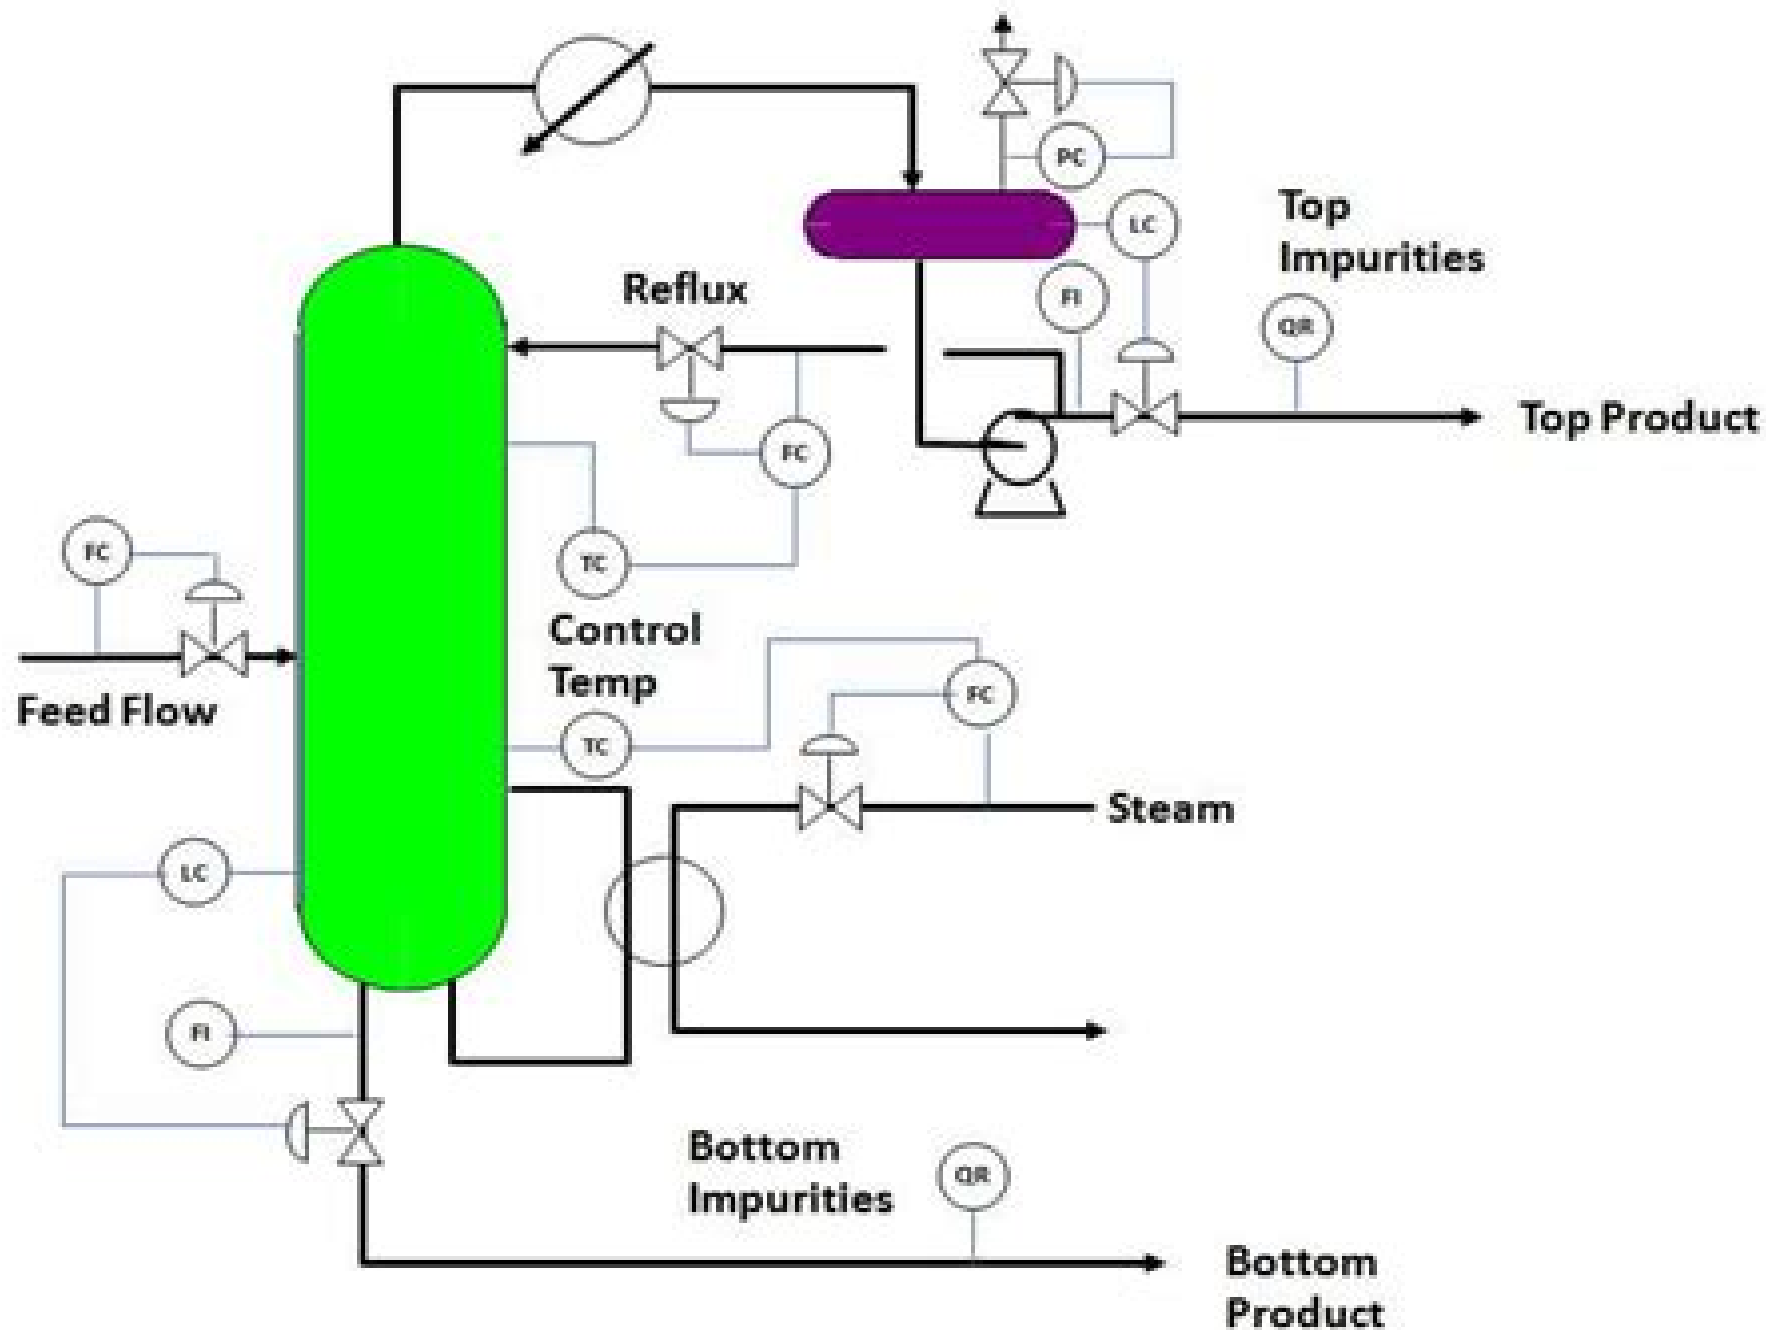 PC
Top
Impurities
LC
Reflux
FI
QR
Top Product
FC
FC
TC
Control
Temp
Feed Flow
FC
TC
Steam
LC
FI
Bottom
Impurities
QR
Bottom
Product